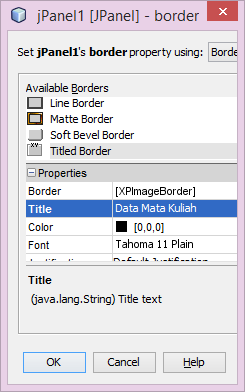 jPanel1 [JPanel] - border
Set jPanel1's border property using: Borde
Available Borders
Line Border
Matte Border
Soft Bevel Border
XY
Titled Border
Properties
Border [XPImageBorder]
Title Data Mata Kuliah
Color [0,0,0]
Font Tahoma 11 Plain
Title
(java.lang.String) Title text
OK Cancel Help